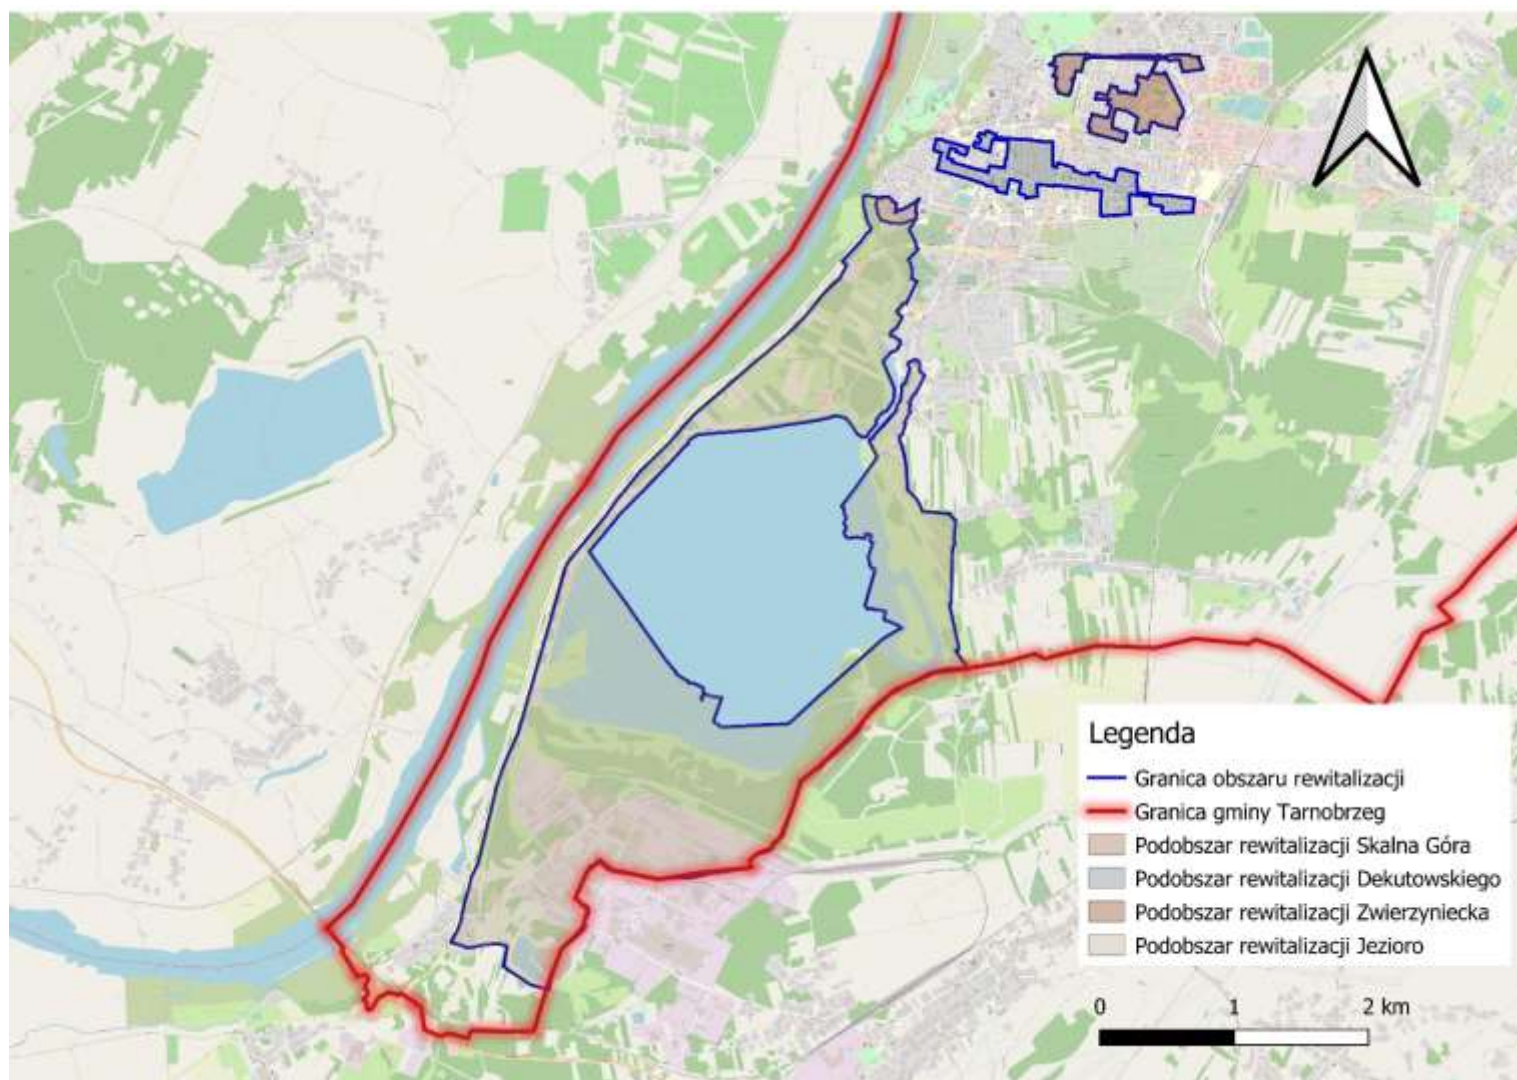 Legenda
Granica obszaru rewitalizacji
Granica gminy Tarnobrzeg
Podobszar rewitalizacji Skalna Góra
Podobszar rewitalizacji Dekutowskiego
Podobszar rewitalizacji Zwierzyniecka
Podobszar rewitalizacji Jezioro
0 1 2 km